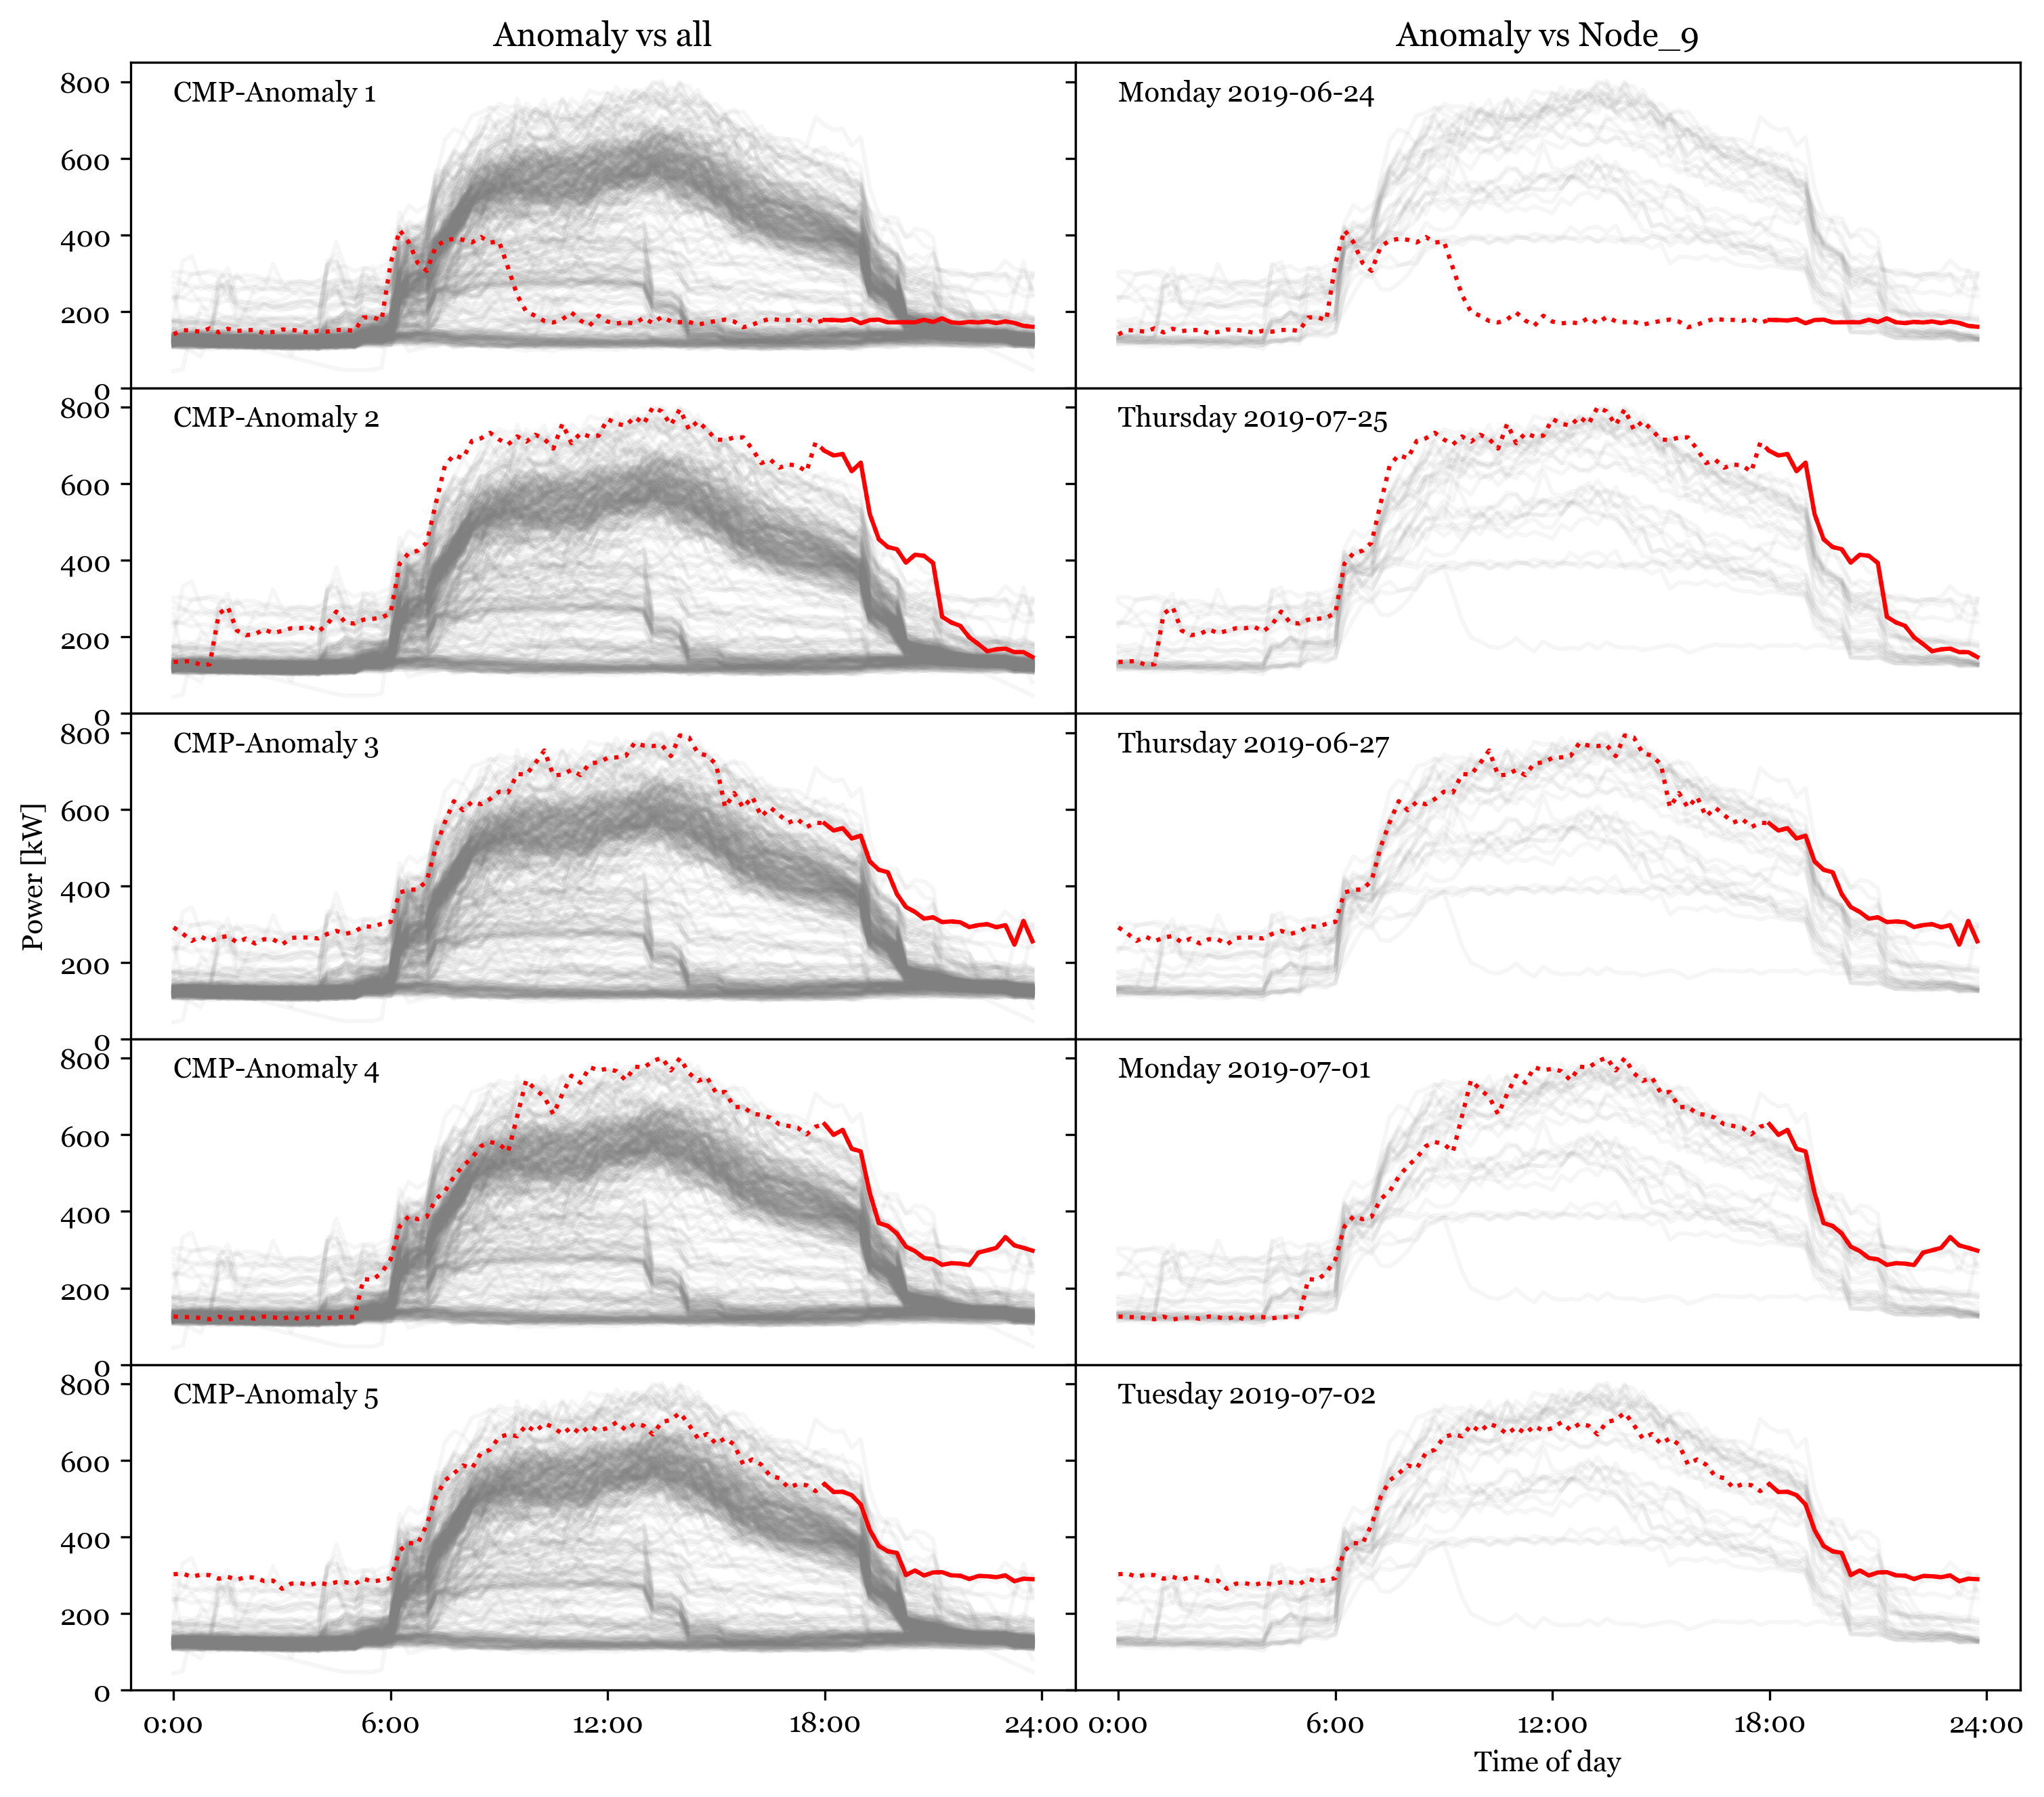 Anomaly vs all
Anomaly vs Node_9
CMP-Anomaly 1
Monday 2019-06-24
800
600
400
200
0
CMP-Anomaly 2
Thursday 2019-07-25
800
600
400
200
0
CMP-Anomaly 3
Thursday 2019-06-27
800
600
400
200
0
CMP-Anomaly 4
Monday 2019-07-01
800
600
400
200
0
CMP-Anomaly 5
Tuesday 2019-07-02
800
600
400
200
0
Power [kW]
0:00 6:00 12:00 18:00 24:00
0:00 6:00 12:00 18:00 24:00
Time of day